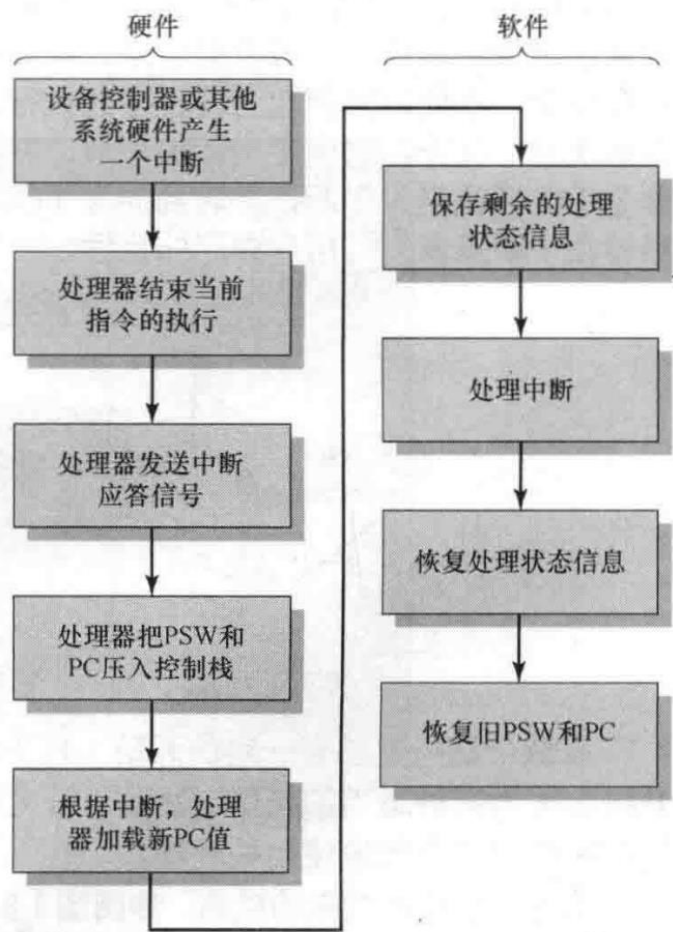 硬件
设备控制器或其他
系统硬件产生
一个中断
处理器结束当前
指令的执行
处理器发送中断
应答信号
处理器把PSW和
PC压入控制栈
根据中断，处理
器加载新PC值
软件
保存剩余的处理
状态信息
处理中断
恢复处理状态信息
恢复旧PSW和PC